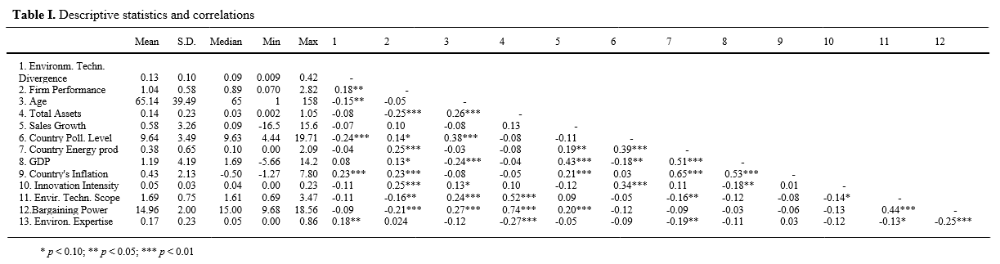 Table I. Descriptive statistics and correlations
Mean S.D. Median Min Max 1 2 3 4 5 6 7 8 9 10 11 12
1. Environm. Techn.
Divergence 0.13 0.10 0.09 0.009 0.42 -
2. Firm Performance 1.04 0.58 0.89 0.070 2.82 0.18** -
3. Age 65.14 39.49 65 1 158 -0.15** -0.05 -
4. Total Assets 0.14 0.23 0.03 0.002 1.05 -0.08 -0.25*** 0.26*** -
5. Sales Growth 0.58 3.26 0.09 -16.5 15.6 -0.07 0.10 -0.08 0.13 -
6. Country Poll. Level 9.64 3.49 9.63 4.44 19.71 -0.24*** 0.14* 0.38*** -0.08 -0.11 -
7. Country Energy prod 0.38 0.65 0.10 0.00 2.09 -0.04 0.25*** -0.03 -0.08 0.19** 0.39*** -
8. GDP 1.19 4.19 1.69 -5.66 14.2 0.08 0.13* -0.24*** -0.04 0.43*** -0.18** 0.51*** -
9. Country's Inflation 0.43 2.13 -0.50 -1.27 7.80 0.23*** 0.23*** -0.08 -0.05 0.21*** 0.03 0.65*** 0.53*** -
10. Innovation Intensity 0.05 0.03 0.04 0.00 0.23 -0.11 0.25*** 0.13* 0.10 -0.12 0.34*** 0.11 -0.18** 0.01 -
11. Envir. Techn. Scope 1.69 0.75 1.61 0.69 3.47 -0.11 -0.16** 0.24*** 0.52*** 0.09 -0.05 -0.16** -0.12 -0.08 -0.14* -
12.Bargaining Power 14.96 2.00 15.00 9.68 18.56 -0.09 -0.21*** 0.27*** 0.74*** 0.20*** -0.12 -0.09 -0.03 -0.06 -0.13 0.44*** -
13. Environ. Expertise 0.17 0.23 0.05 0.00 0.86 0.18** 0.024 -0.12 -0.27*** -0.05 -0.09 -0.19** -0.11 0.03 -0.12 -0.13* -0.25***
* p < 0.10; ** p < 0.05; *** p < 0.01